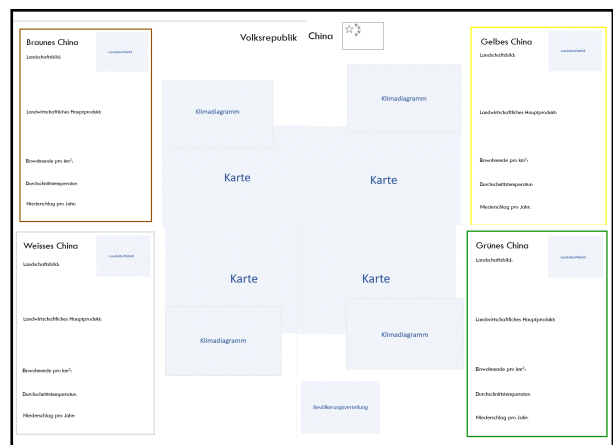 Volksrepublik China
Braunes China
Landschaftsbild:
Landschaftsbild
Landwirtschaftliches Hauptprodukt:
Einwohnende pro km²:
Durchschnittstemperatur:
Niederschlag pro Jahr:
Klimadiagramm
Karte
Klimadiagramm
Karte
Gelbes China
Landschaftsbild:
Landschaftsbild
Landwirtschaftliches Hauptprodukt:
Einwohnende pro km²:
Durchschnittstemperatur:
Niederschlag pro Jahr:
Weisses China
Landschaftsbild:
Landschaftsbild
Landwirtschaftliches Hauptprodukt:
Einwohnende pro km²:
Durchschnittstemperatur:
Niederschlag pro Jahr:
Karte
Klimadiagramm
Karte
Klimadiagramm
Bevölkerungsverteilung
Grünes China
Landschaftsbild:
Landschaftsbild
Landwirtschaftliches Hauptprodukt:
Einwohnende pro km²:
Durchschnittstemperatur:
Niederschlag pro Jahr: